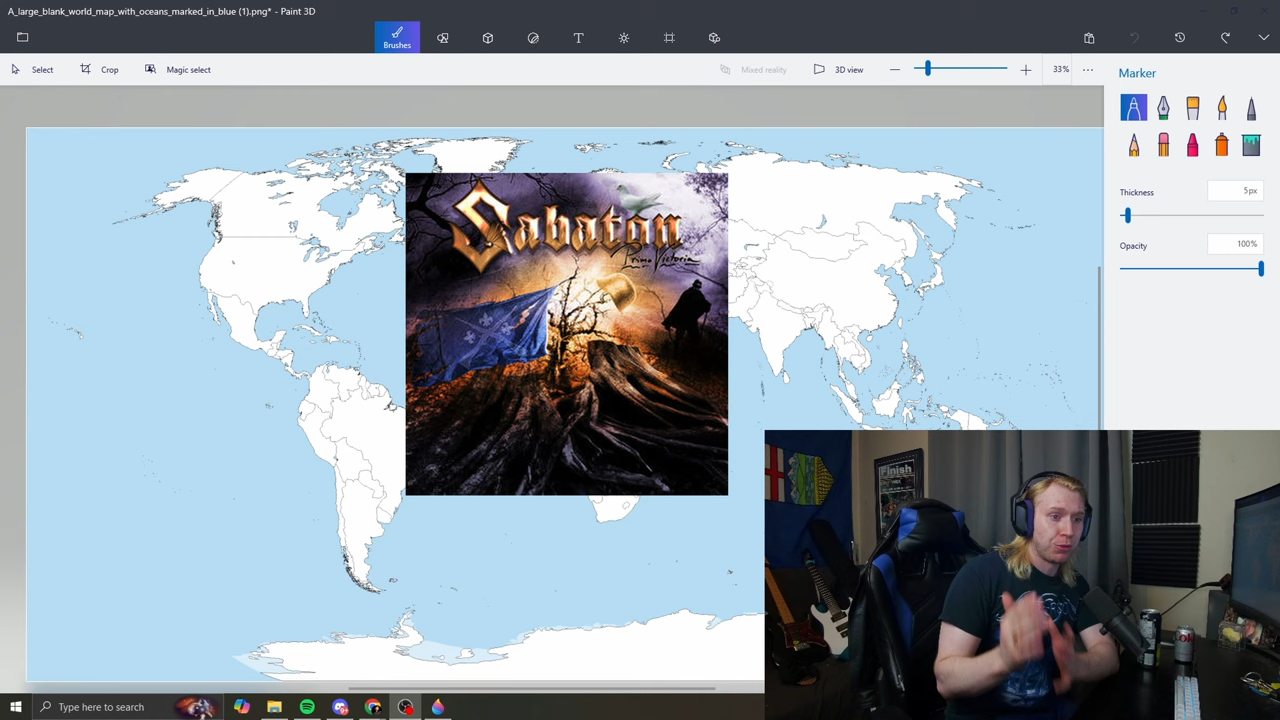 A_large_blank_world_map_with_oceans_marked_in_blue (1).png* - Paint 3D
Brushes
Select
Crop
Magic select
Mixed reality
3D view
33%
Marker
Thickness
5px
Opacity
100%
Sabaton
Primo Victoria
Finish
Type here to search